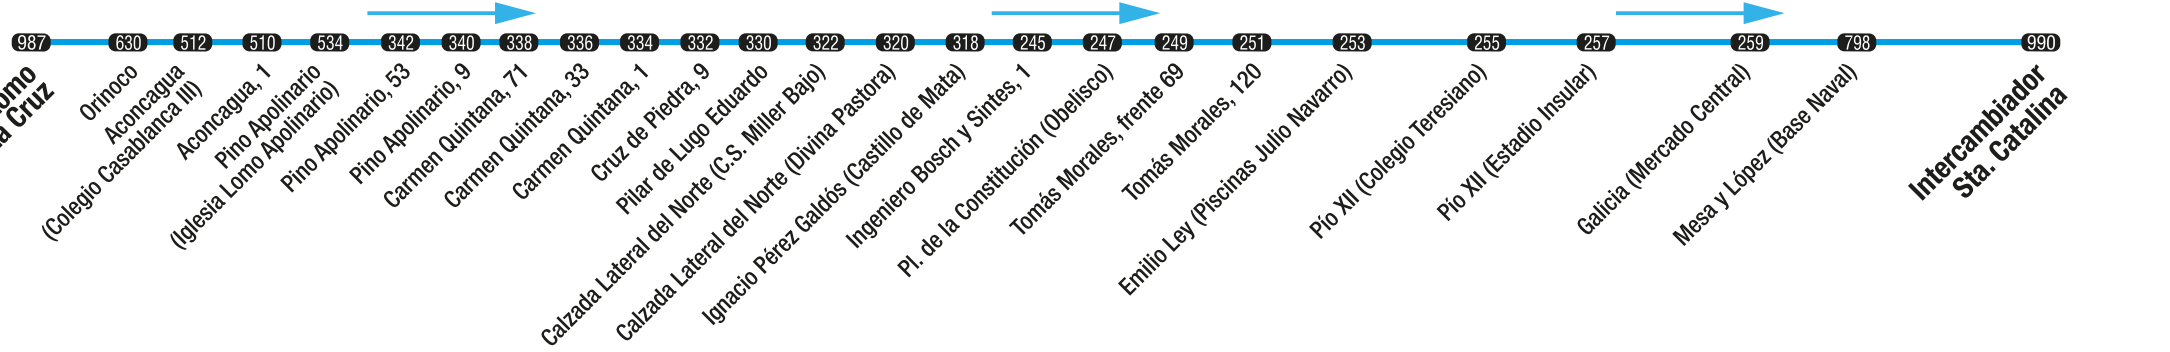 987
630
512
510
534
342
340
338
336
334
332
330
322
320
318
245
247
249
251
253
255
257
259
798
990
Cruz
Orinoco
Aconcagua
(Colegio Casablanca III)
Aconcagua, 1
Pino Apolinario
(Iglesia Lomo Apolinario)
Pino Apolinario, 53
Pino Apolinario, 9
Carmen Quintana, 71
Carmen Quintana, 33
Carmen Quintana, 1
Cruz de Piedra, 9
Pilar de Lugo Eduardo
Calzada Lateral del Norte (C.S. Miller Bajo)
Calzada Lateral del Norte (Divina Pastora)
Ignacio Pérez Galdós (Castillo de Mata)
Ingeniero Bosch y Sintes, 1
Pl. de la Constitución (Obelisco)
Tomás Morales, frente 69
Tomás Morales, 120
Emilio Ley (Piscinas Julio Navarro)
Pío XII (Colegio Teresiano)
Pío XII (Estadio Insular)
Galicia (Mercado Central)
Mesa y López (Base Naval)
Intercambiador
Sta. Catalina